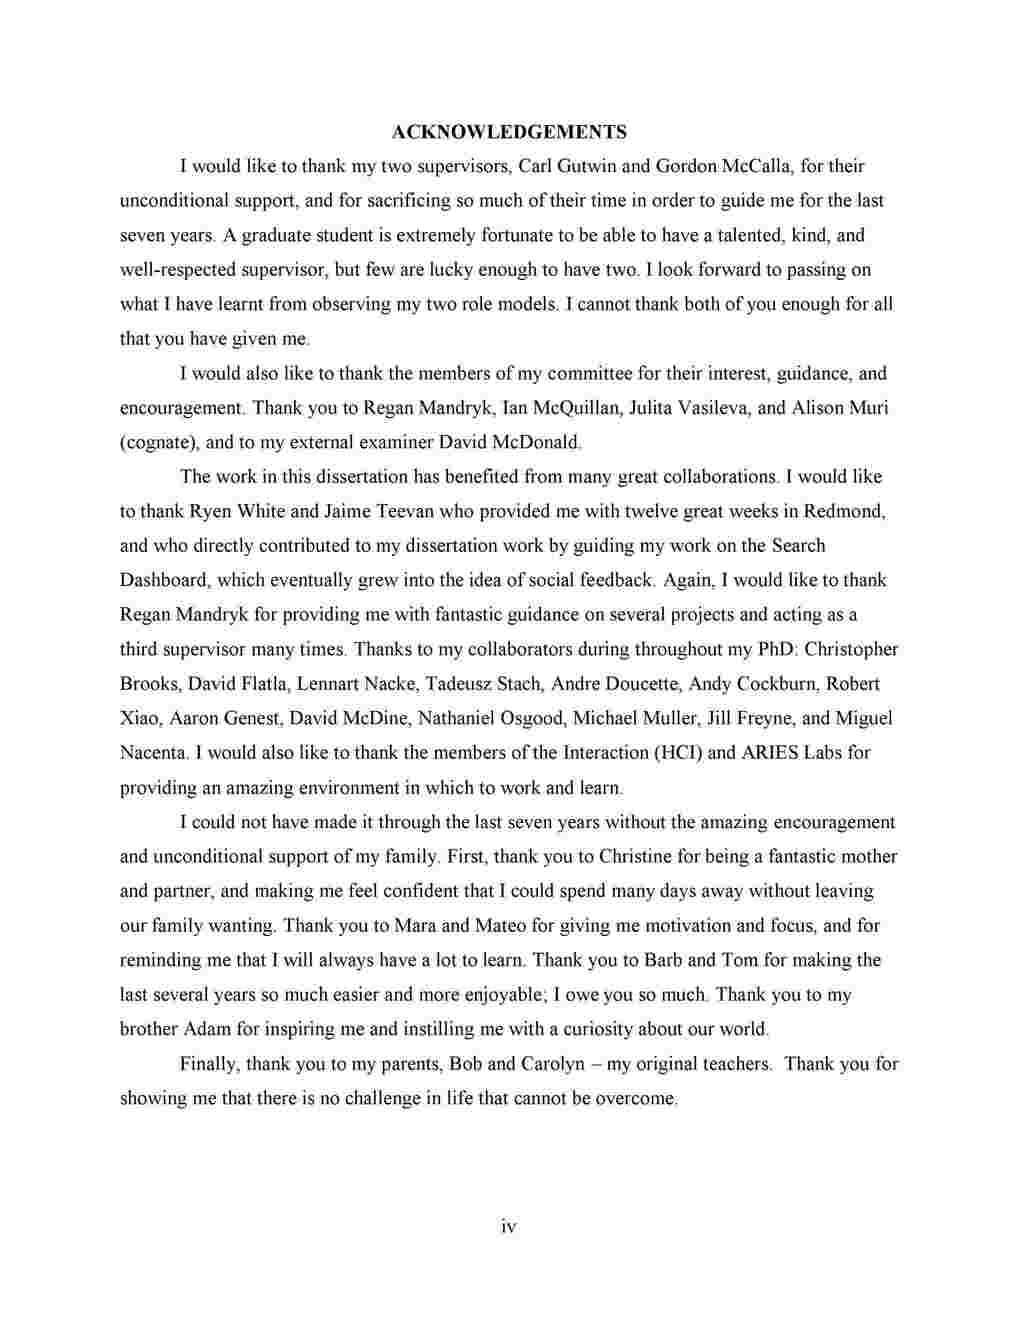 ACKNOWLEDGEMENTS
I would like to thank my two supervisors, Carl Gutwin and Gordon McCalla, for their
unconditional support, and for sacrificing so much of their time in order to guide me for the last
seven years. A graduate student is extremely fortunate to be able to have a talented, kind, and
well-respected supervisor, but few are lucky enough to have two. I look forward to passing on
what I have learnt from observing my two role models. I cannot thank both of you enough for all
that you have given me.
I would also like to thank the members of my committee for their interest, guidance, and
encouragement. Thank you to Regan Mandryk, Ian McQuillan, Julita Vasileva, and Alison Muri
(cognate), and to my external examiner David McDonald.
The work in this dissertation has benefited from many great collaborations. I would like
to thank Ryen White and Jaime Teevan who provided me with twelve great weeks in Redmond,
and who directly contributed to my dissertation work by guiding my work on the Search
Dashboard, which eventually grew into the idea of social feedback. Again, I would like to thank
Regan Mandryk for providing me with fantastic guidance on several projects and acting as a
third supervisor many times. Thanks to my collaborators during throughout my PhD: Christopher
Brooks, David Flatla, Lennart Nacke, Tadeusz Stach, Andre Doucette, Andy Cockburn, Robert
Xiao, Aaron Genest, David McDine, Nathaniel Osgood, Michael Muller, Jill Freyne, and Miguel
Nacenta. I would also like to thank the members of the Interaction (HCI) and ARIES Labs for
providing an amazing environment in which to work and learn.
I could not have made it through the last seven years without the amazing encouragement
and unconditional support of my family. First, thank you to Christine for being a fantastic mother
and partner, and making me feel confident that I could spend many days away without leaving
our family wanting. Thank you to Mara and Mateo for giving me motivation and focus, and for
reminding me that I will always have a lot to learn. Thank you to Barb and Tom for making the
last several years so much easier and more enjoyable; I owe you so much. Thank you to my
brother Adam for inspiring me and instilling me with a curiosity about our world.
Finally, thank you to my parents, Bob and Carolyn – my original teachers.  Thank you for
showing me that there is no challenge in life that cannot be overcome.
iv